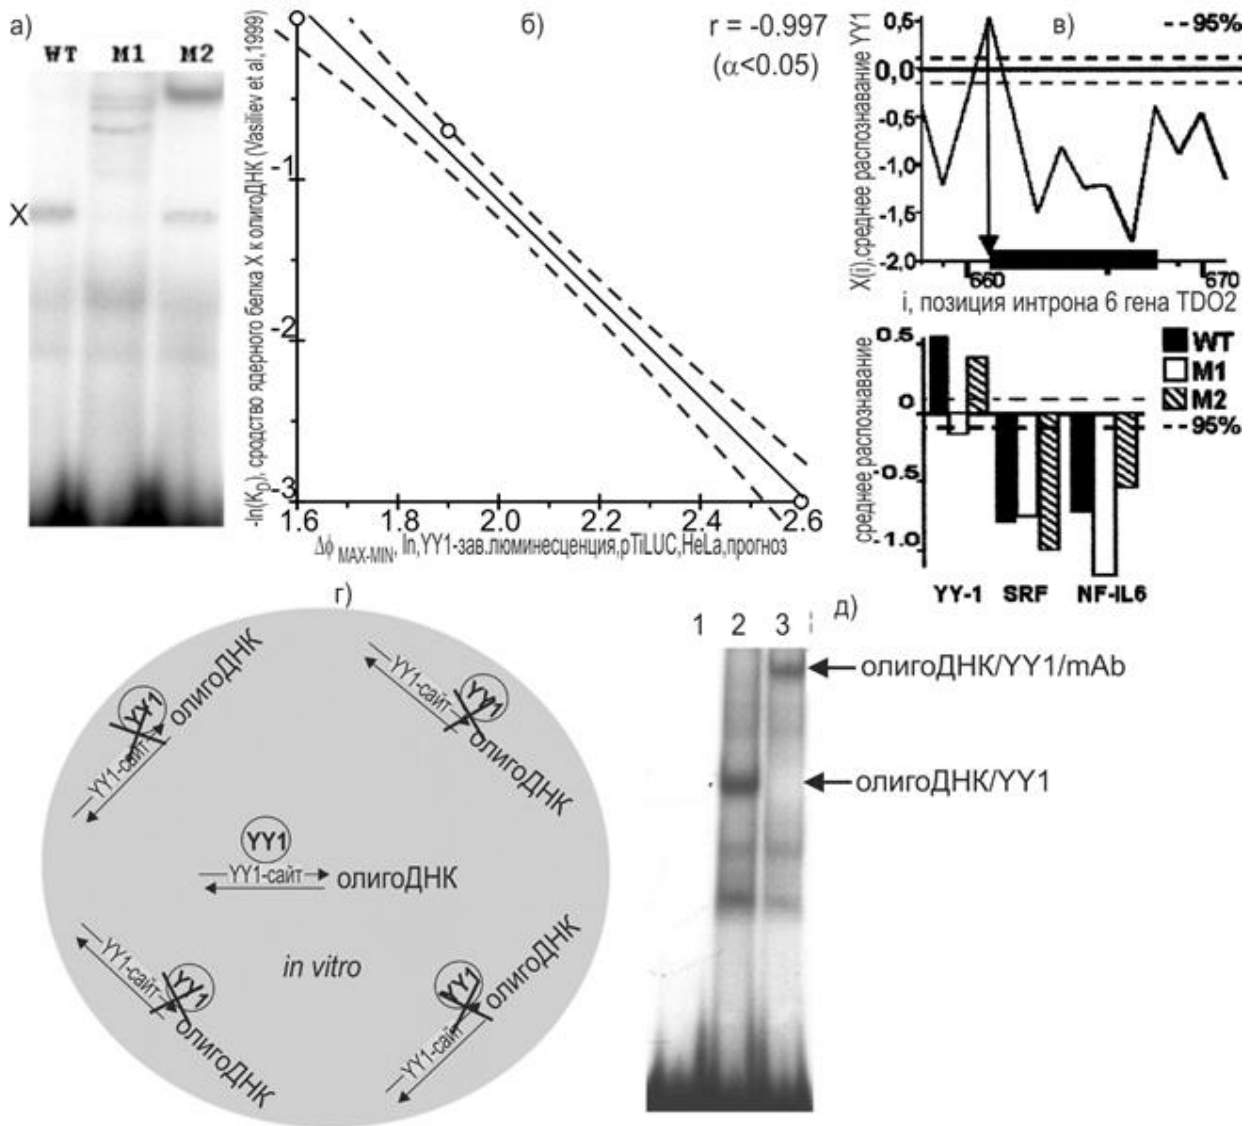 а)
WT M1 M2
X
б)
r = -0.997
(α<0.05)
-ln(K_D), сродство ядерного белка X к олигоДНК (Vasiliev et al,1999)
-1
-2
-3
1.6 1.8 2.0 2.2 2.4 2.6
Δϕ MAX-MIN, ln,YY1-зав.люминесценция,pTiLUC,HeLa,прогноз
в)
X(i),среднее распознавание YY1
0,5
0,0
-0,5
-1,0
-1,5
-2,0
--95%
660 670
i, позиция интрона 6 гена TDO2
среднее распознавание
0.5
0
-0.5
-1.0
WT
M1
M2
--95%
YY-1 SRF NF-IL6
г)
YY1
YY1-сайт
олигоДНК
YY1
YY1-сайт
олигоДНК
YY1
YY1-сайт
олигоДНК
in vitro
YY1
YY1-сайт
олигоДНК
YY1
YY1-сайт
олигоДНК
д)
1 2 3
олигоДНК/YY1/mAb
олигоДНК/YY1